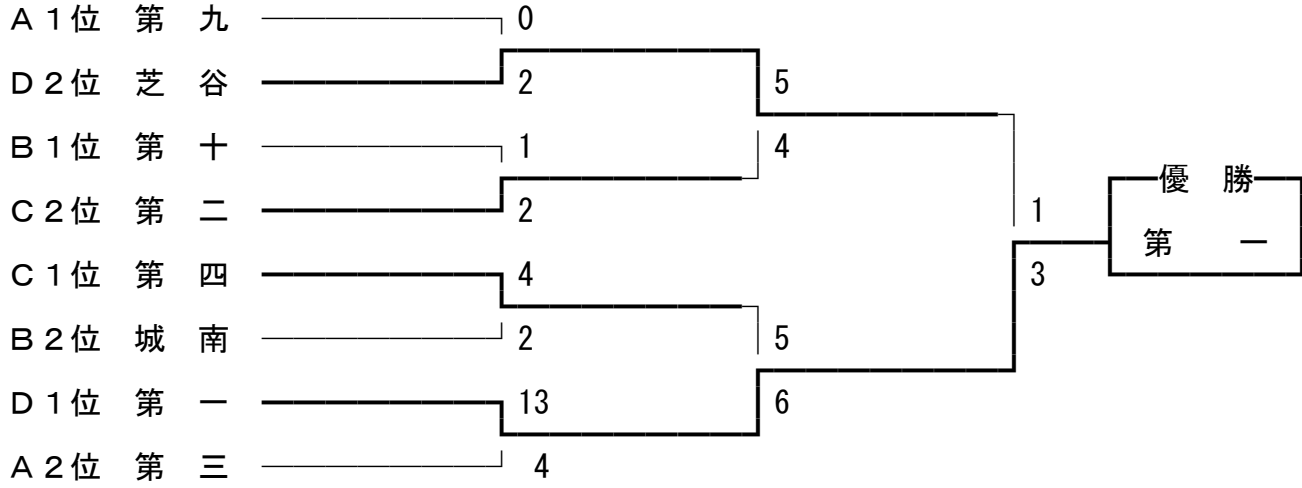 A1位 第 九 0
D2位 芝 谷 2 5
B1位 第 十 1 4
優 勝
C2位 第 二 2 1
第 一
C1位 第 四 4 3
B2位 城 南 2 5
D1位 第 一 13 6
A2位 第 三 4